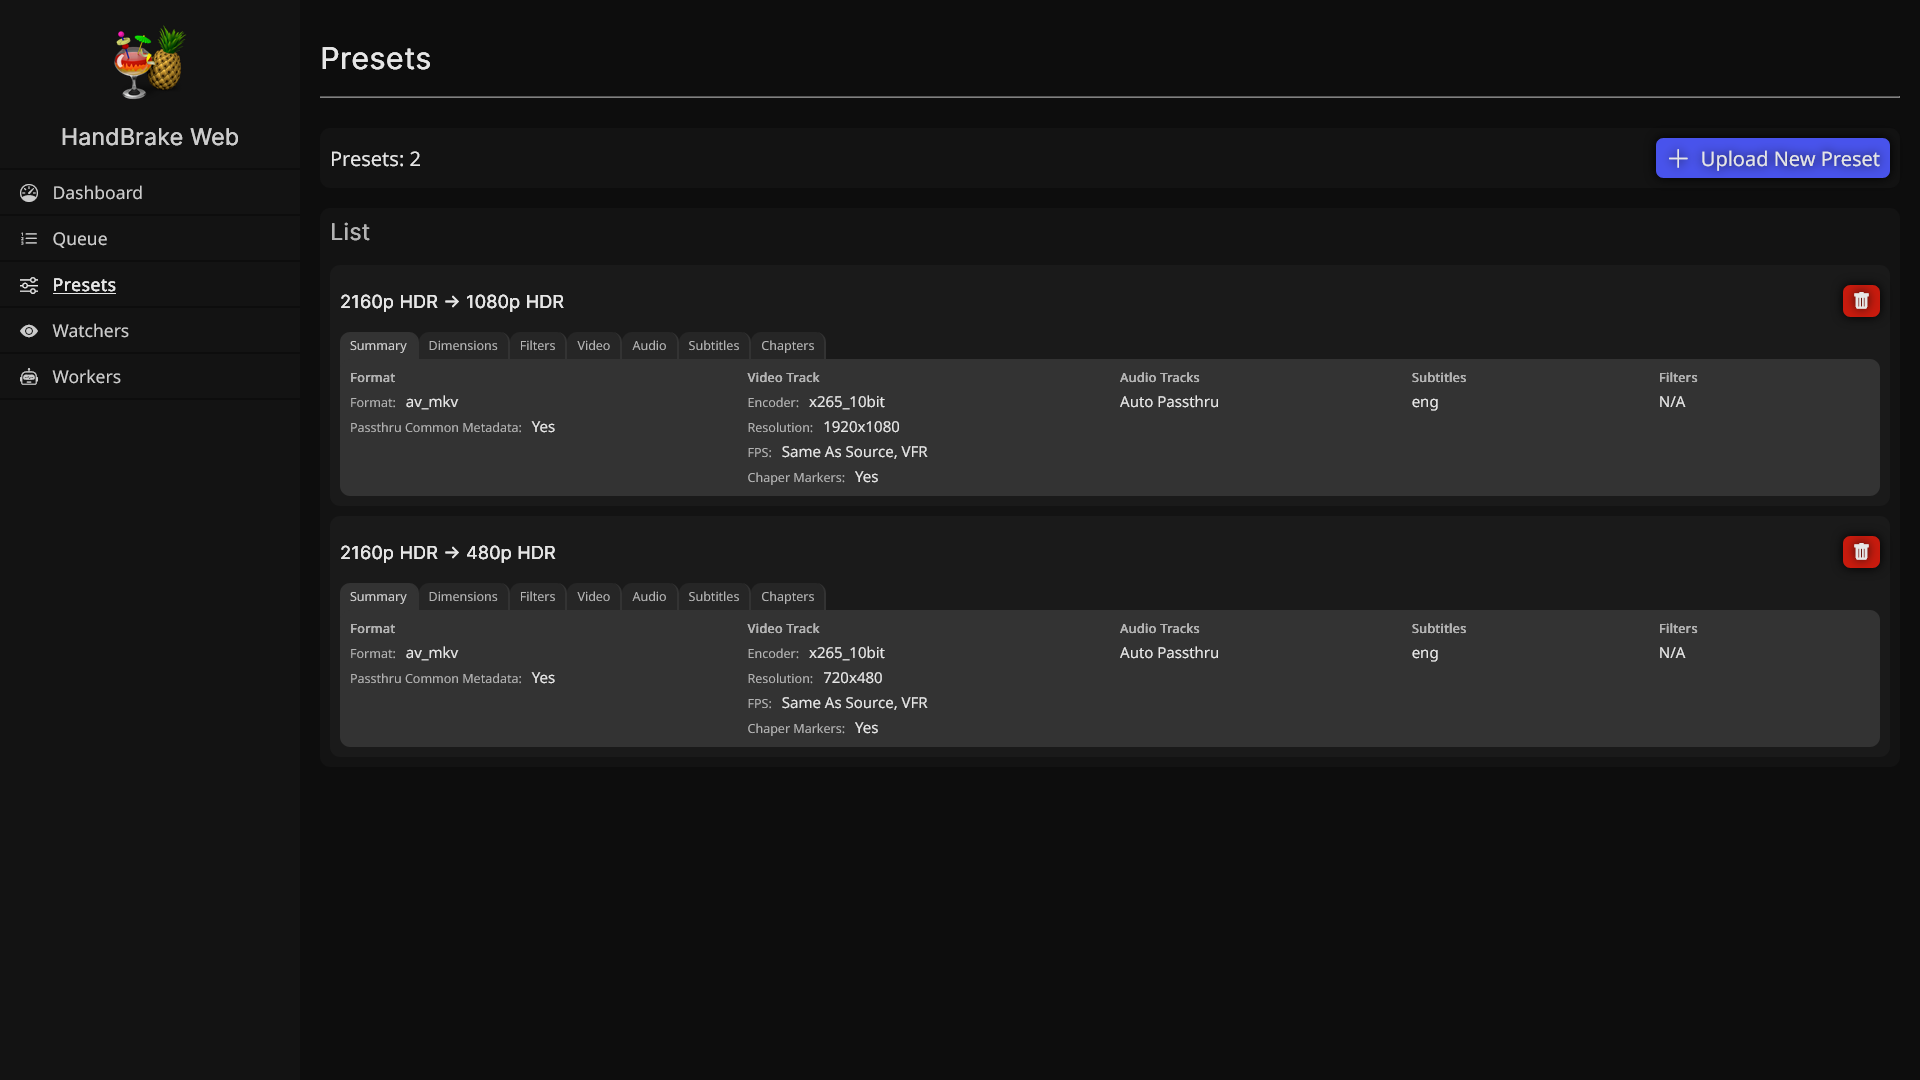 HandBrake Web
Dashboard
Queue
Presets
Watchers
Workers
Presets
Presets: 2
Upload New Preset
List
2160p HDR → 1080p HDR
Summary Dimensions Filters Video Audio Subtitles Chapters
Format
Format: av_mkv
Passthru Common Metadata: Yes
Video Track
Encoder: x265_10bit
Resolution: 1920x1080
FPS: Same As Source, VFR
Chaper Markers: Yes
Audio Tracks
Auto Passthru
Subtitles
eng
Filters
N/A
2160p HDR → 480p HDR
Summary Dimensions Filters Video Audio Subtitles Chapters
Format
Format: av_mkv
Passthru Common Metadata: Yes
Video Track
Encoder: x265_10bit
Resolution: 720x480
FPS: Same As Source, VFR
Chaper Markers: Yes
Audio Tracks
Auto Passthru
Subtitles
eng
Filters
N/A